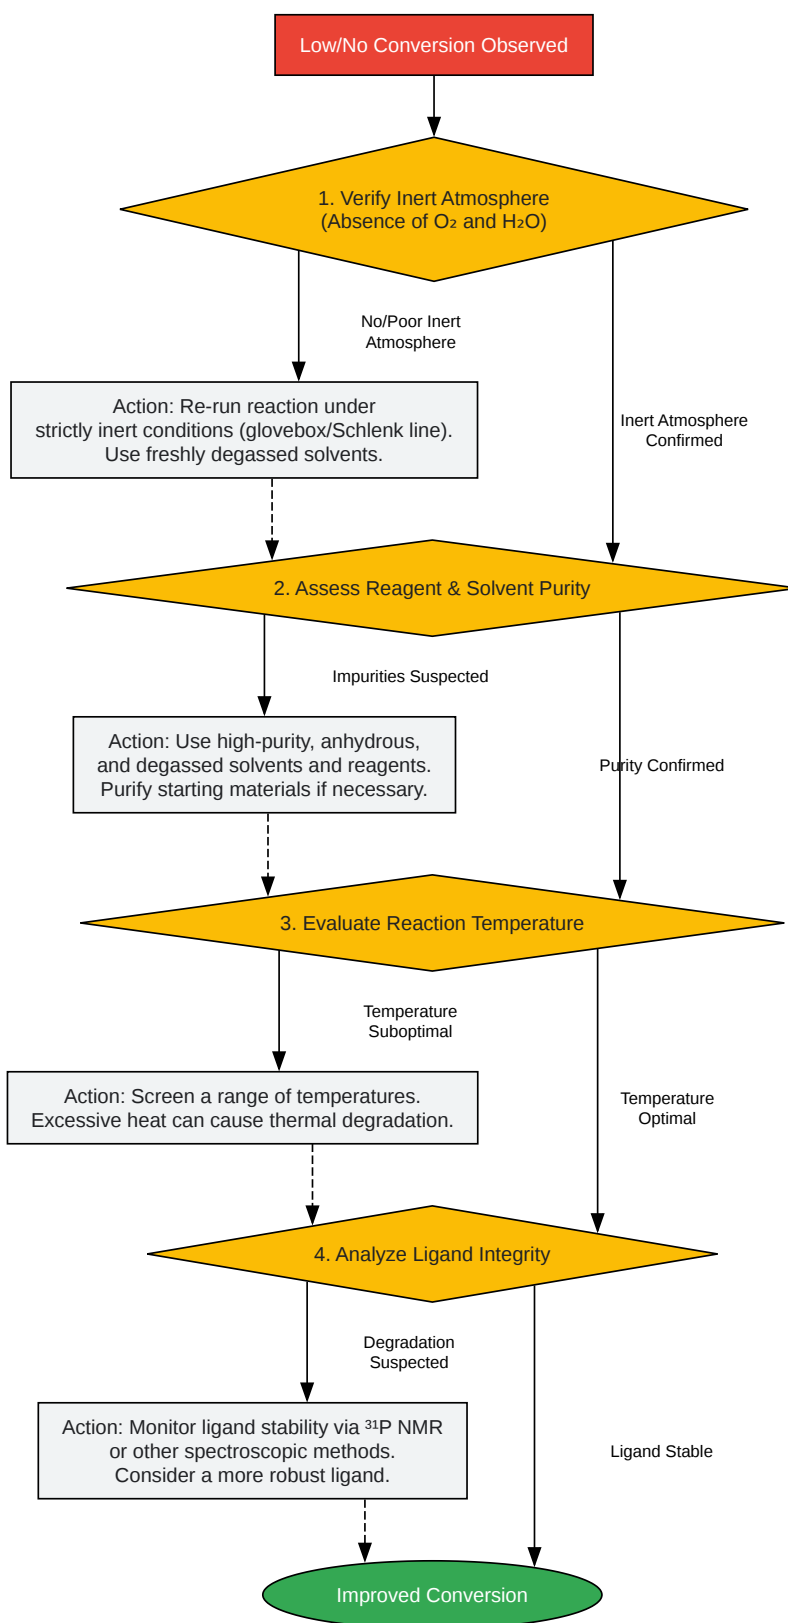 Low/No Conversion Observed
1. Verify Inert Atmosphere
(Absence of O₂ and H₂O)
No/Poor Inert
Atmosphere
Action: Re-run reaction under
strictly inert conditions (glovebox/Schlenk line).
Use freshly degassed solvents.
Inert Atmosphere
Confirmed
2. Assess Reagent & Solvent Purity
Impurities Suspected
Action: Use high-purity, anhydrous,
and degassed solvents and reagents.
Purify starting materials if necessary.
Purity Confirmed
3. Evaluate Reaction Temperature
Temperature
Suboptimal
Action: Screen a range of temperatures.
Excessive heat can cause thermal degradation.
Temperature
Optimal
4. Analyze Ligand Integrity
Degradation
Suspected
Action: Monitor ligand stability via ³¹P NMR
or other spectroscopic methods.
Consider a more robust ligand.
Ligand Stable
Improved Conversion